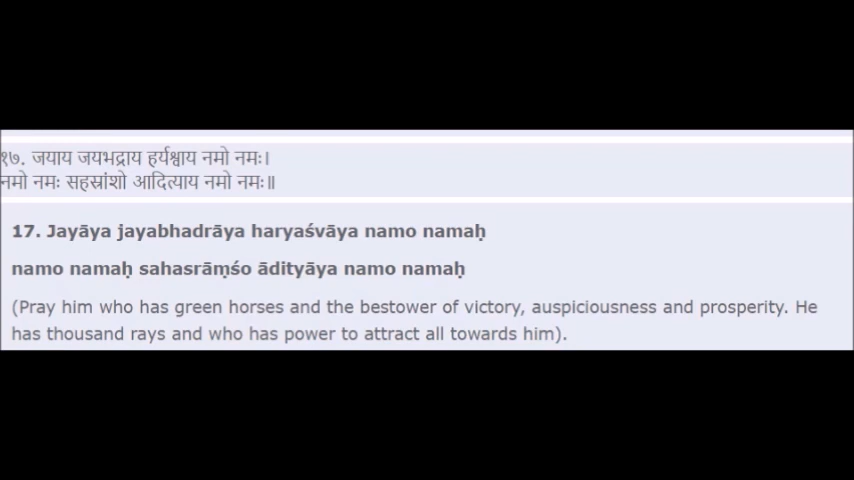 १७. जयाय जयभद्राय हर्यश्वाय नमो नमः।
नमो नमः सहस्रांशो आदित्याय नमो नमः॥
17. Jayāya jayabhadrāya haryaśvāya namo namaḥ
namo namaḥ sahasrāṃśo ādityāya namo namaḥ
(Pray him who has green horses and the bestower of victory, auspiciousness and prosperity. He
has thousand rays and who has power to attract all towards him).